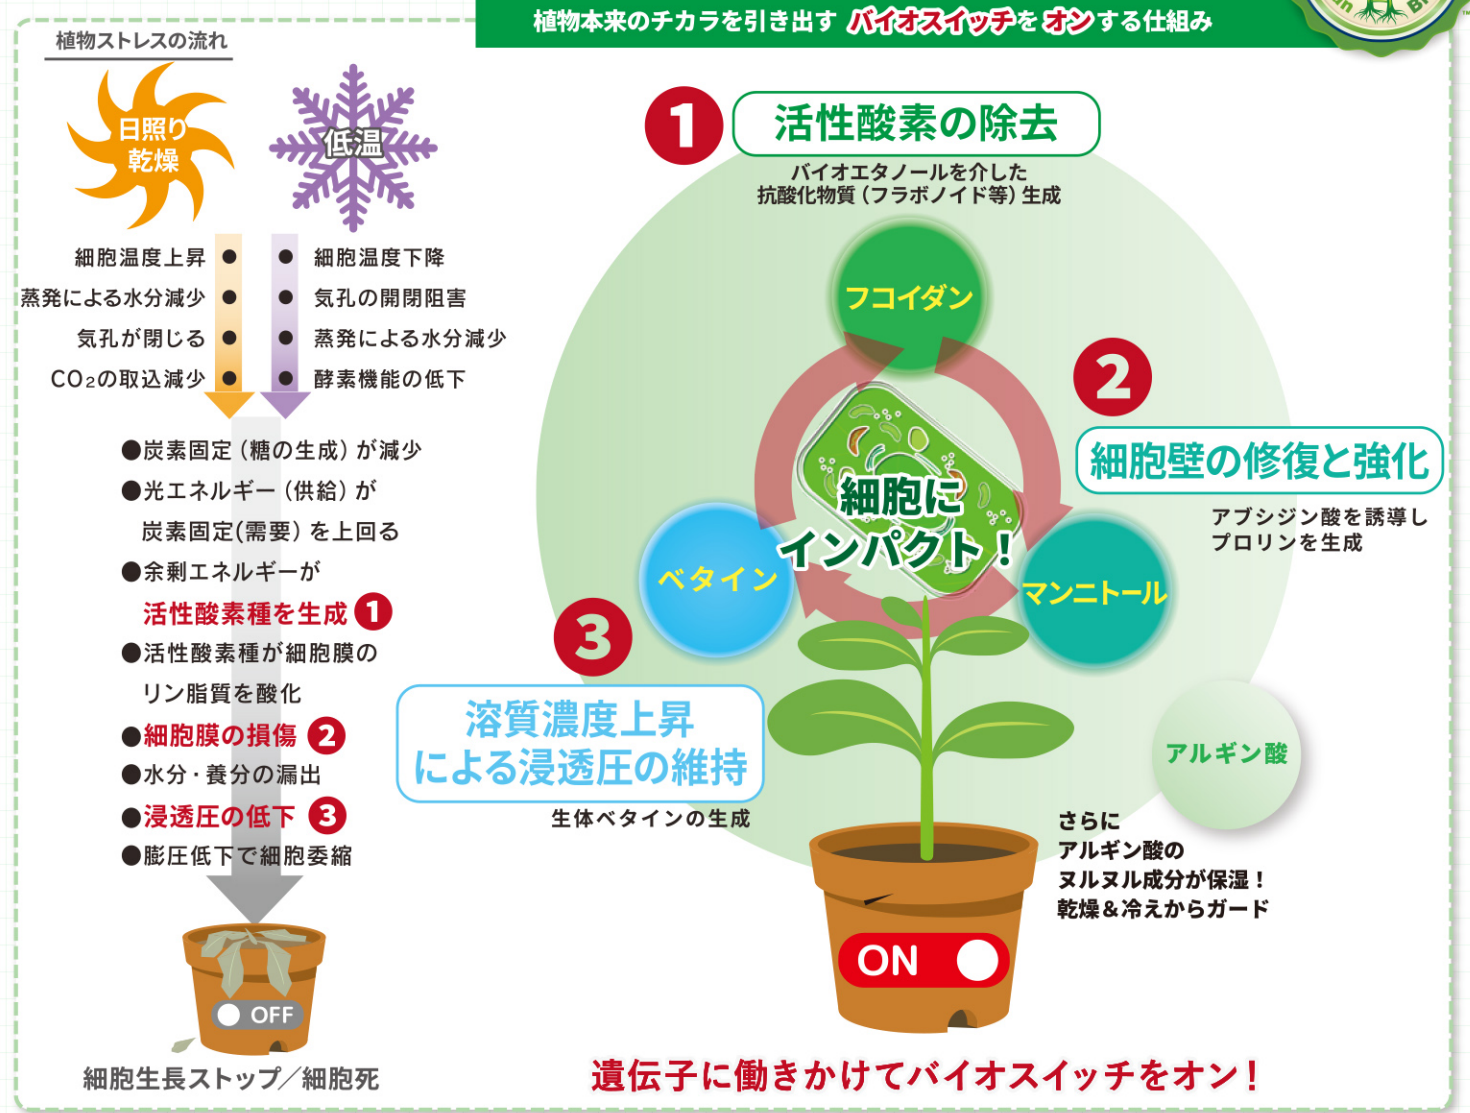 植物本来のチカラを引き出す バイオスイッチを オンする仕組み
植物ストレスの流れ
日照り
乾燥
低温
細胞温度上昇
蒸発による水分減少
気孔が閉じる
CO₂の取込減少
細胞温度下降
気孔の開閉阻害
蒸発による水分減少
酵素機能の低下
●炭素固定（糖の生成）が減少
●光エネルギー（供給）が
炭素固定(需要）を上回る
●余剰エネルギーが
活性酸素種を生成 1
●活性酸素種が細胞膜の
リン脂質を酸化
●細胞膜の損傷 2
●水分・養分の漏出
●浸透圧の低下 3
●膨圧低下で細胞委縮
OFF
細胞生長ストップ／細胞死
1 活性酸素の除去
バイオエタノールを介した
抗酸化物質（フラボノイド等）生成
フコイダン
2
細胞壁の修復と強化
アブシジン酸を誘導し
プロリンを生成
細胞に
インパクト！
マンニトール
ベタイン
3
溶質濃度上昇
による浸透圧の維持
生体ベタインの生成
アルギン酸
さらに
アルギン酸の
ヌルヌル成分が保湿！
乾燥＆冷えからガード
ON
遺伝子に働きかけてバイオスイッチをオン！